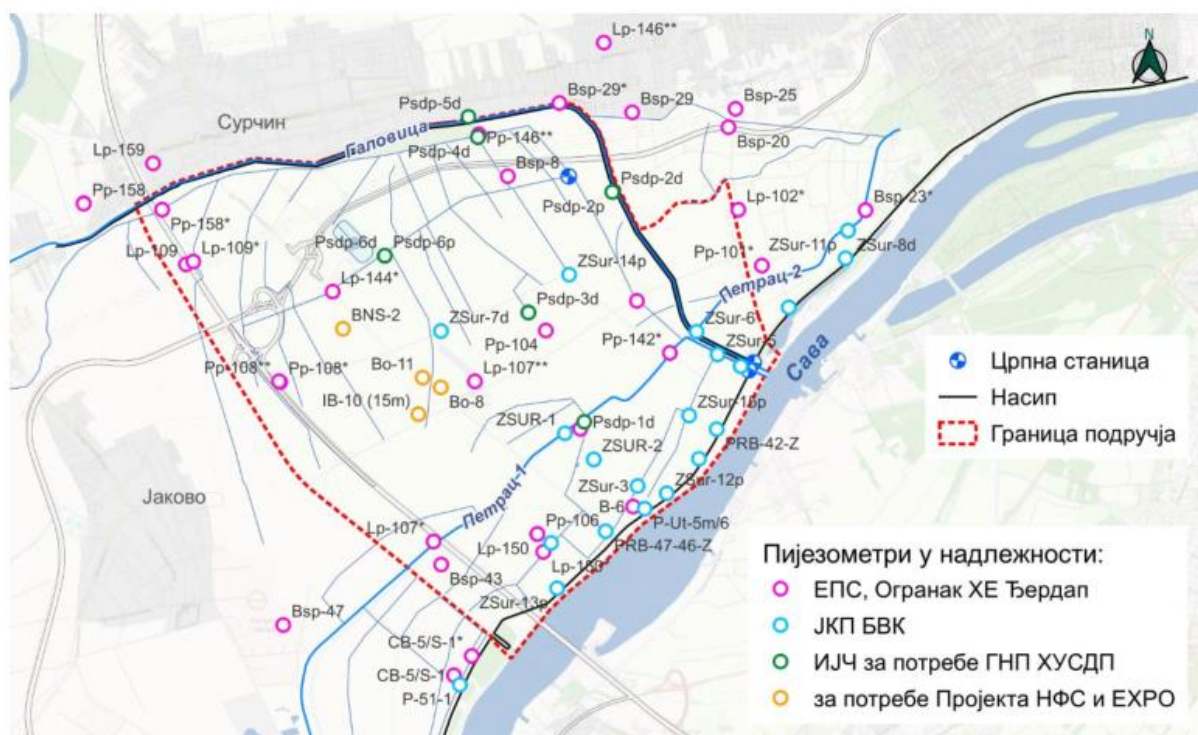 Lp-146**
N
Bsp-29*
Bsp-29
Bsp-25
Psdp-5d
Сурчин
Галовица
Pp-146**
Bsp-20
Psdp-4d
Lp-159
Bsp-8
Psdp-2d
Pp-158
Psdp-2p
Lp-102*
Bsp-23*
Pp-158*
Psdp-6d
Psdp-6p
ZSur-11p
ZSur-8d
Lp-109
Lp-109*
Pp-101*
ZSur-14p
Lp-144*
Петрац-2
Psdp-3d
BNS-2
ZSur-7d
ZSur-6
Pp-104
Pp-142*
ZSur-5
Сава
Црпна станица
Pp-108**
Pp-198*
Bo-11
Lp-107**
Насип
IB-10 (15m)
Bo-8
ZSur-15p
ZSUR-1
Psdp-1d
Граница подручја
PRB-42-Z
ZSUR-2
Јаково
Петрац-1
ZSur-3
ZSur-12p
B-6
Lp-107*
Pp-106
P-Ut-5m/6
Lp-150
PRB-47-46-Z
Пијезометри у надлежности:
Bsp-43
ЕПС, Огранак ХЕ Ђердап
ZSur-13p
Bsp-47
ЈКП БВК
CB-5/S-1*
ИЈЧ за потребе ГНП ХУСДП
CB-5/S-1
P-51-1
за потребе Пројекта НФС и EXPO